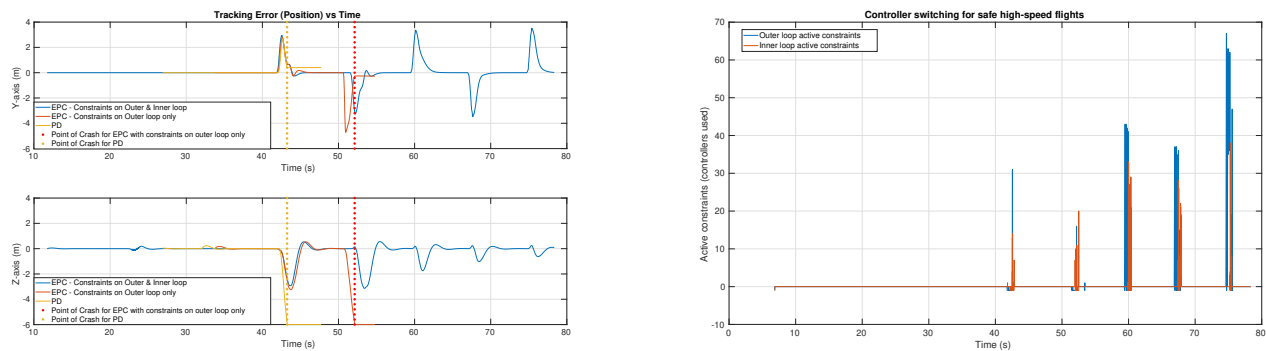 Tracking Error (Position) vs Time
4
2
0
-2
-4
-6
Y-axis (m)
EPC - Constraints on Outer & Inner loop
EPC - Constraints on Outer loop only
PD
Point of Crash for EPC with constraints on outer loop only
Point of Crash for PD
10 20 30 40 50 60 70 80
Time (s)
4
2
0
-2
-4
-6
Z-axis (m)
EPC - Constraints on Outer & Inner loop
EPC - Constraints on Outer loop only
PD
Point of Crash for EPC with constraints on outer loop only
Point of Crash for PD
10 20 30 40 50 60 70 80
Time (s)
Controller switching for safe high-speed flights
70
60
50
40
30
20
10
0
-10
Active constraints (controllers used)
Outer loop active constraints
Inner loop active constraints
0 10 20 30 40 50 60 70 80
Time (s)